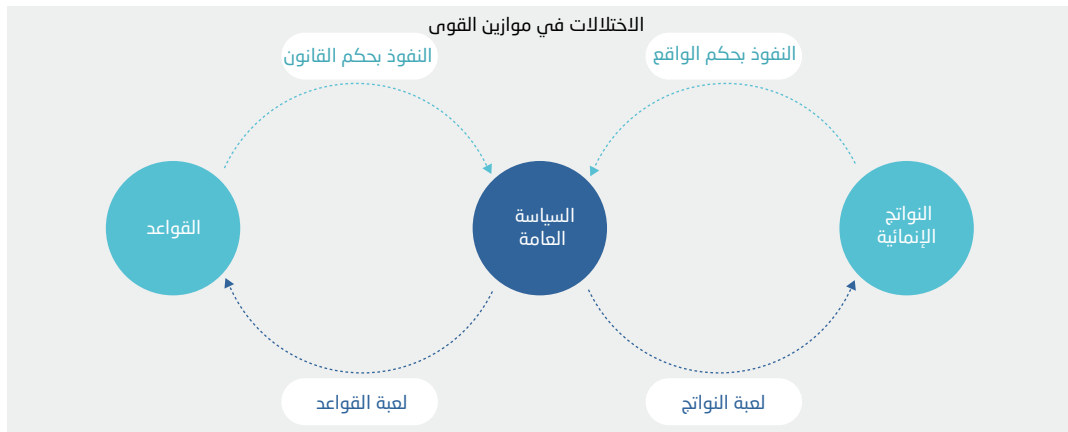 الاختلالات في موازين القوى
النفوذ بحكم الواقع
النفوذ بحكم القانون
النواتج
الإنمائية
السياسة
العامة
القواعد
لعبة النواتج
لعبة القواعد